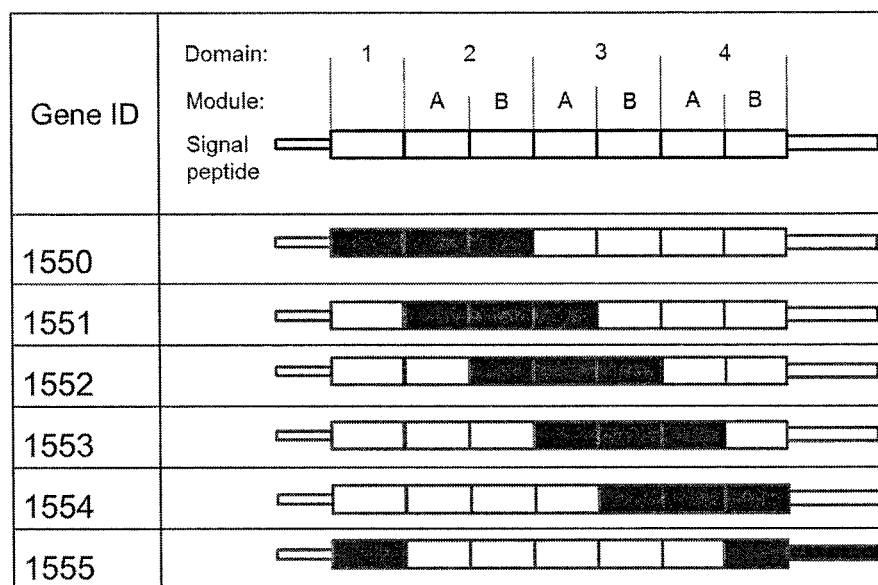 Gene ID
Domain: 1 2 3 4
Module: A B A B A B
Signal
peptide
1550
1551
1552
1553
1554
1555